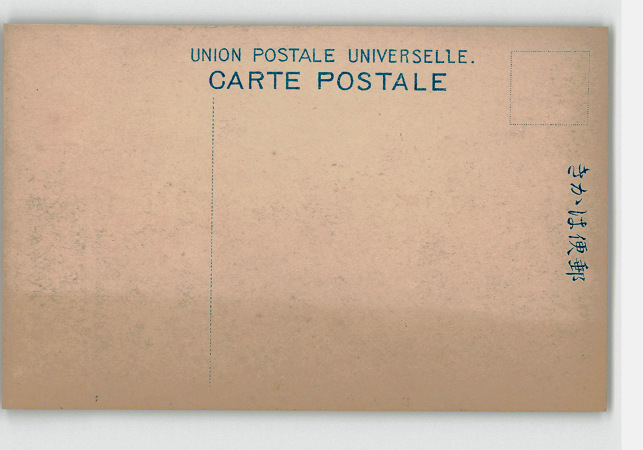 UNION POSTALE UNIVERSELLE.
CARTE POSTALE
きかは便郵